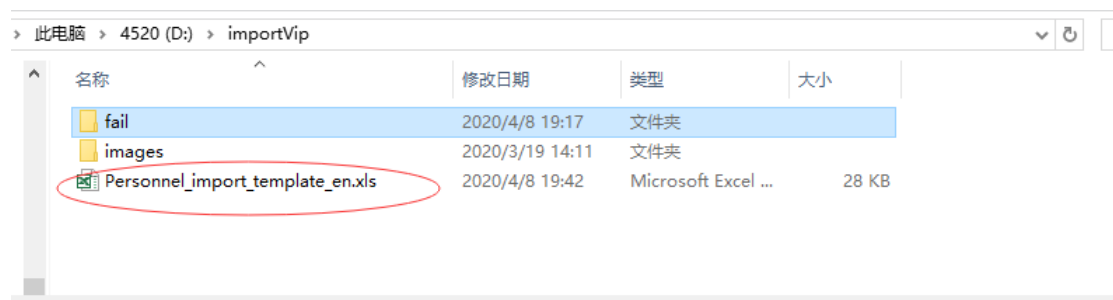 此电脑 > 4520 (D:) > importVip
名称 修改日期 类型 大小
fail 2020/4/8 19:17 文件夹
images 2020/3/19 14:11 文件夹
Personnel_import_template_en.xls 2020/4/8 19:42 Microsoft Excel ... 28 KB